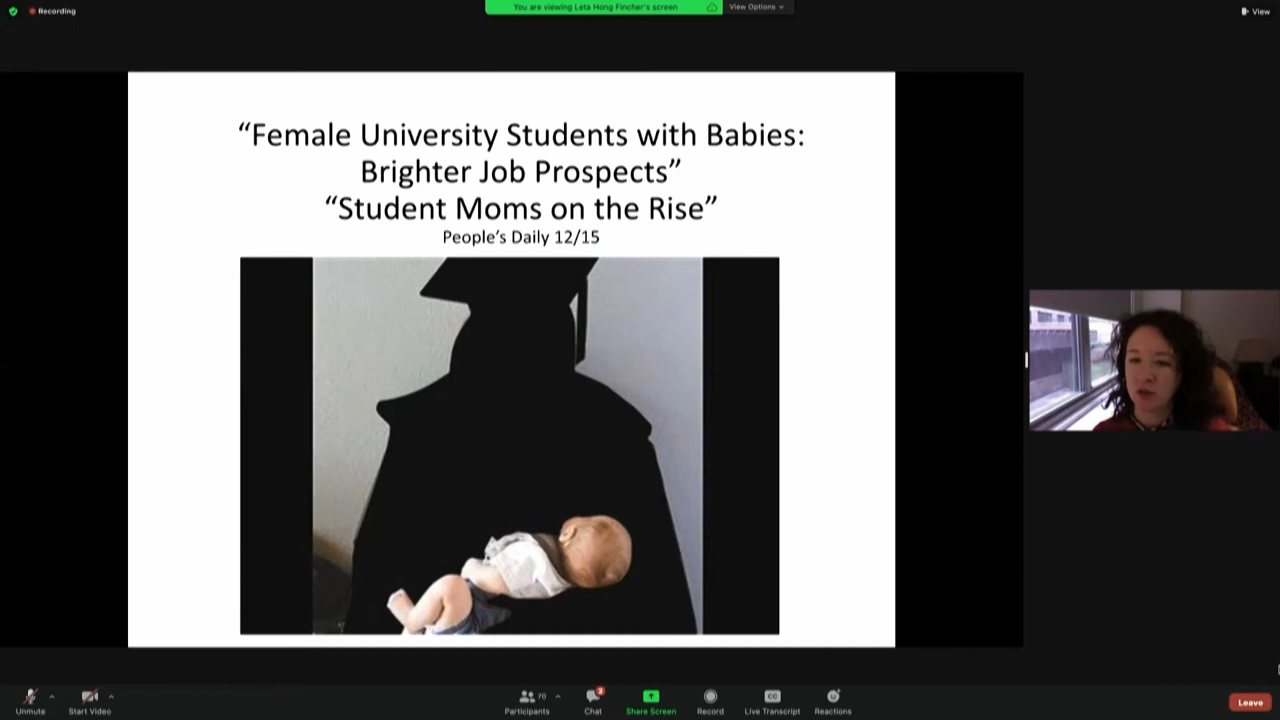 Recording
You are viewing Leta Hong Fincher's screen
View Options
View
“Female University Students with Babies:
Brighter Job Prospects”
“Student Moms on the Rise”
People’s Daily 12/15
Unmute
Start Video
70
Participants
3
Chat
Share Screen
Record
CC
Live Transcript
Reactions
Leave